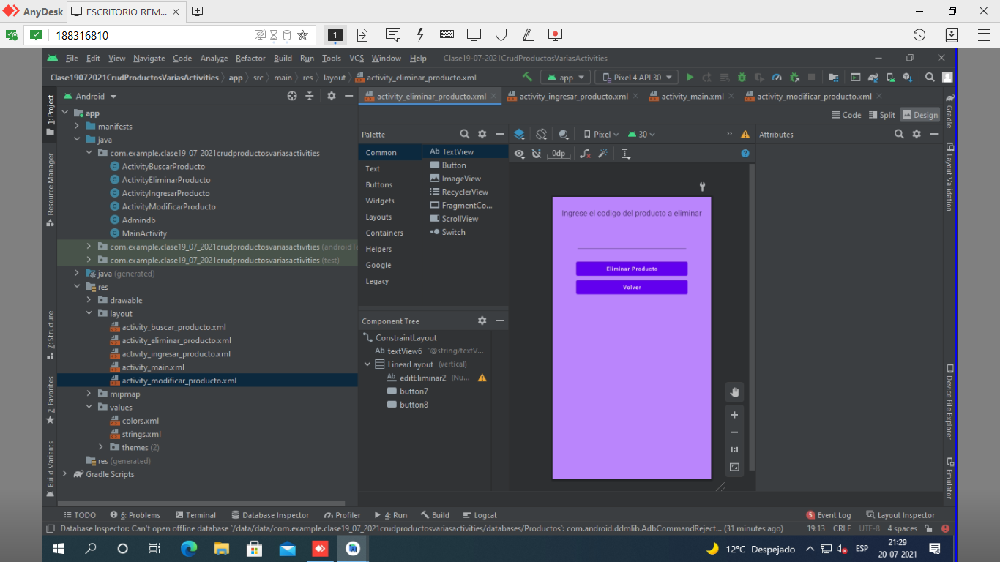 AnyDesk
ESCRITORIO REM...
188316810
1
File Edit View Navigate Code Analyze Refactor Build Run Tools VCS Window Help Clase19-07-2021CrudProductosVariasActivities
Clase19072021CrudProductosVariasActivities app src main res layout activity_eliminar_producto.xml
app Pixel 4 API 30
Android
activity_eliminar_producto.xml activity_ingresar_producto.xml activity_main.xml activity_modificar_producto.xml
1: Project
Resource Manager
7: Structure
2: Favorites
Build Variants
app
manifests
java
com.example.clase19_07_2021crudproductosvariasactivities
ActivityBuscarProducto
ActivityEliminarProducto
ActivityIngresarProducto
ActivityModificarProducto
Admindb
MainActivity
com.example.clase19_07_2021crudproductosvariasactivities (androidTe
com.example.clase19_07_2021crudproductosvariasactivities (test)
java (generated)
res
drawable
layout
activity_buscar_producto.xml
activity_eliminar_producto.xml
activity_ingresar_producto.xml
activity_main.xml
activity_modificar_producto.xml
mipmap
values
colors.xml
strings.xml
themes (2)
res (generated)
Gradle Scripts
Code Split Design
Palette
Common
Text
Buttons
Widgets
Layouts
Containers
Helpers
Google
Legacy
Ab TextView
Button
ImageView
RecyclerView
FragmentCo...
ScrollView
Switch
Component Tree
ConstraintLayout
Ab textView6 "@string/textV...
LinearLayout (vertical)
Ab editEliminar2 (Nu...
button7
button8
Pixel 30
0dp
Ingrese el codigo del producto a eliminar
Eliminar Producto
Volver
1:1
Attributes
Gradle
Layout Validation
Device File Explorer
Emulator
TODO 6: Problems Terminal Database Inspector Profiler 4: Run Build Logcat 5 Event Log Layout Inspector
Database Inspector: Can't open offline database '/data/data/com.example.clase19_07_2021crudproductosvariasactivities/databases/Productos': com.android.ddmlib.AdbCommandReject... (31 minutes ago) 19:13 CRLF UTF-8 4 spaces
12°C Despejado ESP
21:29
20-07-2021